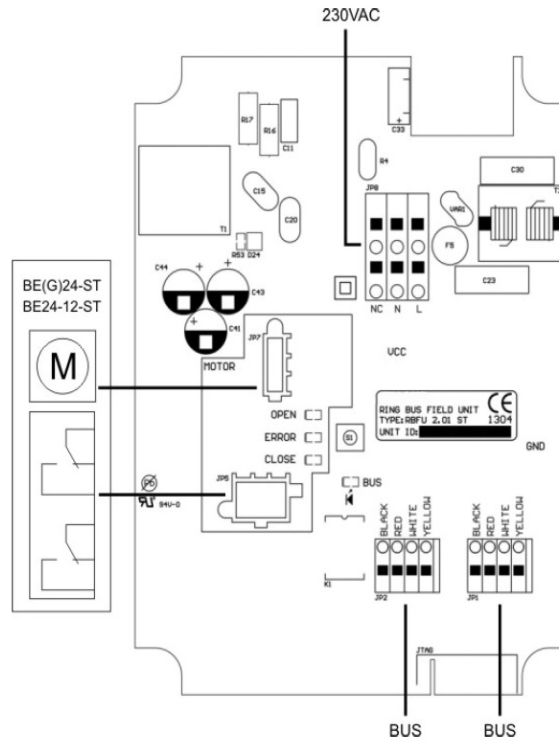 230VAC
R17
R16
C11
C33
R4
C30
JP8
C15
VAR1
T1
C20
F5
R53 D24
C23
C44
C43
BE(G)24-ST
BE24-12-ST
C41
NC N L
JP7
MOTOR
VCC
M
OPEN
RING BUS FIELD UNIT CE
TYPE:RBFU 2.01 ST 1304
UNIT ID:
ERROR
S1
GND
CLOSE
JP5
BUS
Pb
94V-0
BLACK
RED
WHITE
YELLOW
BLACK
RED
WHITE
YELLOW
K1
JP2
JP1
JTAG
BUS BUS